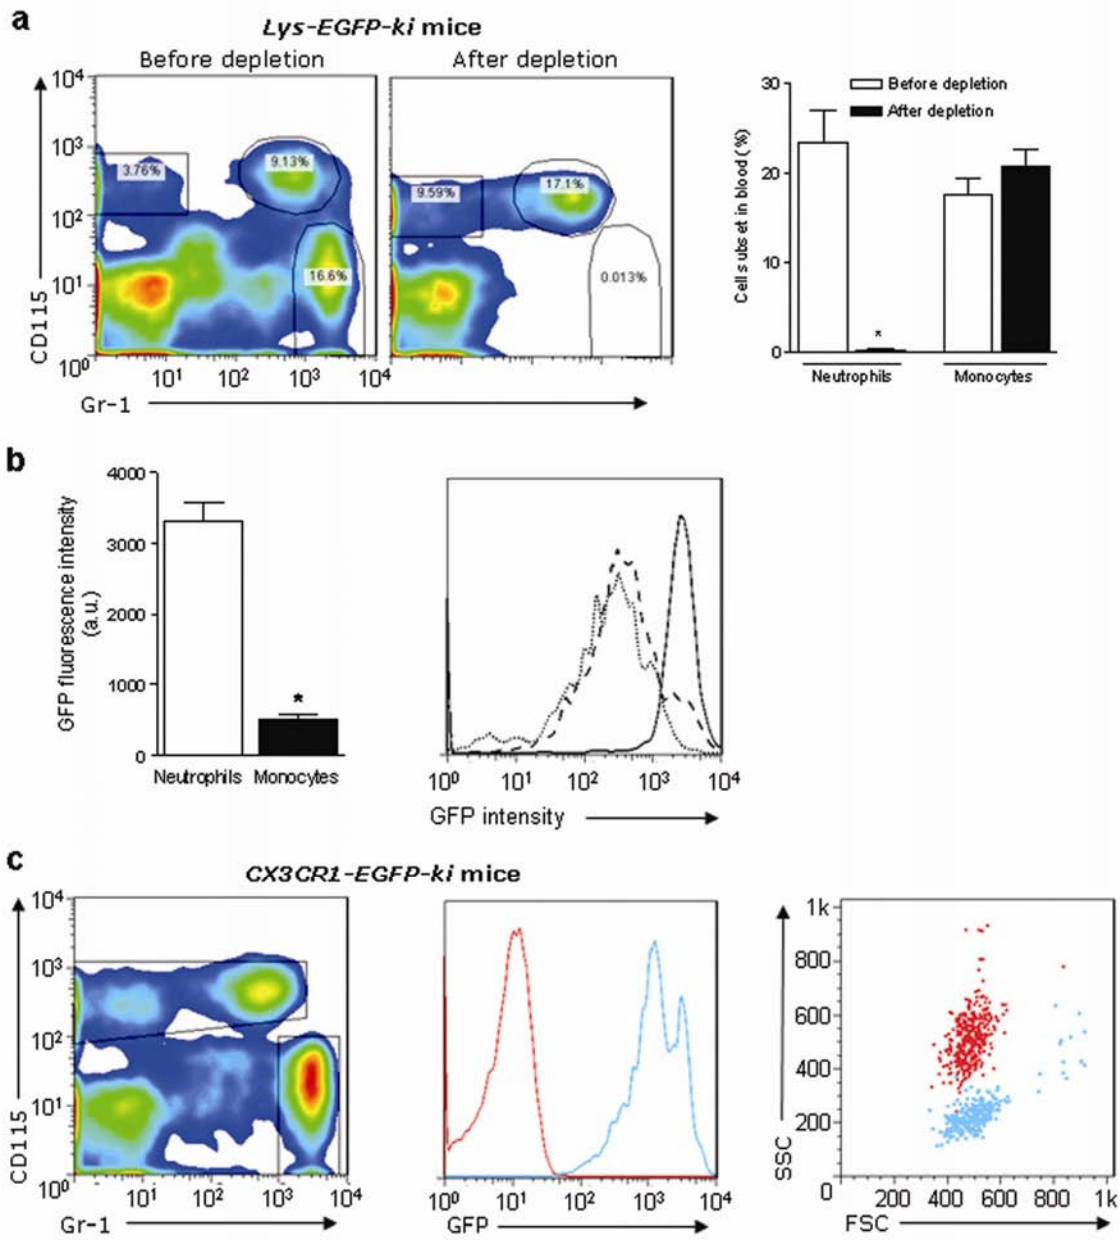 a
Lys-EGFP-ki mice
Before depletion
After depletion
10⁴
10³
10²
10¹
10⁰
CD115
3.76%
9.13%
16.6%
9.59%
17.1%
0.013%
10¹ 10² 10³ 10⁴
Gr-1
Before depletion
After depletion
30
20
10
0
Cell subset in blood (%)
*
Neutrophils Monocytes
b
4000
3000
2000
1000
0
GFP fluorescence intensity
(a.u.)
*
Neutrophils Monocytes
10⁰ 10¹ 10² 10³ 10⁴
GFP intensity
c
CX3CR1-EGFP-ki mice
10⁴
10³
10²
10¹
10⁰
CD115
10¹ 10² 10³ 10⁴
Gr-1
10⁰ 10¹ 10² 10³ 10⁴
GFP
1k
800
600
400
200
0
SSC
200 400 600 800 1k
FSC